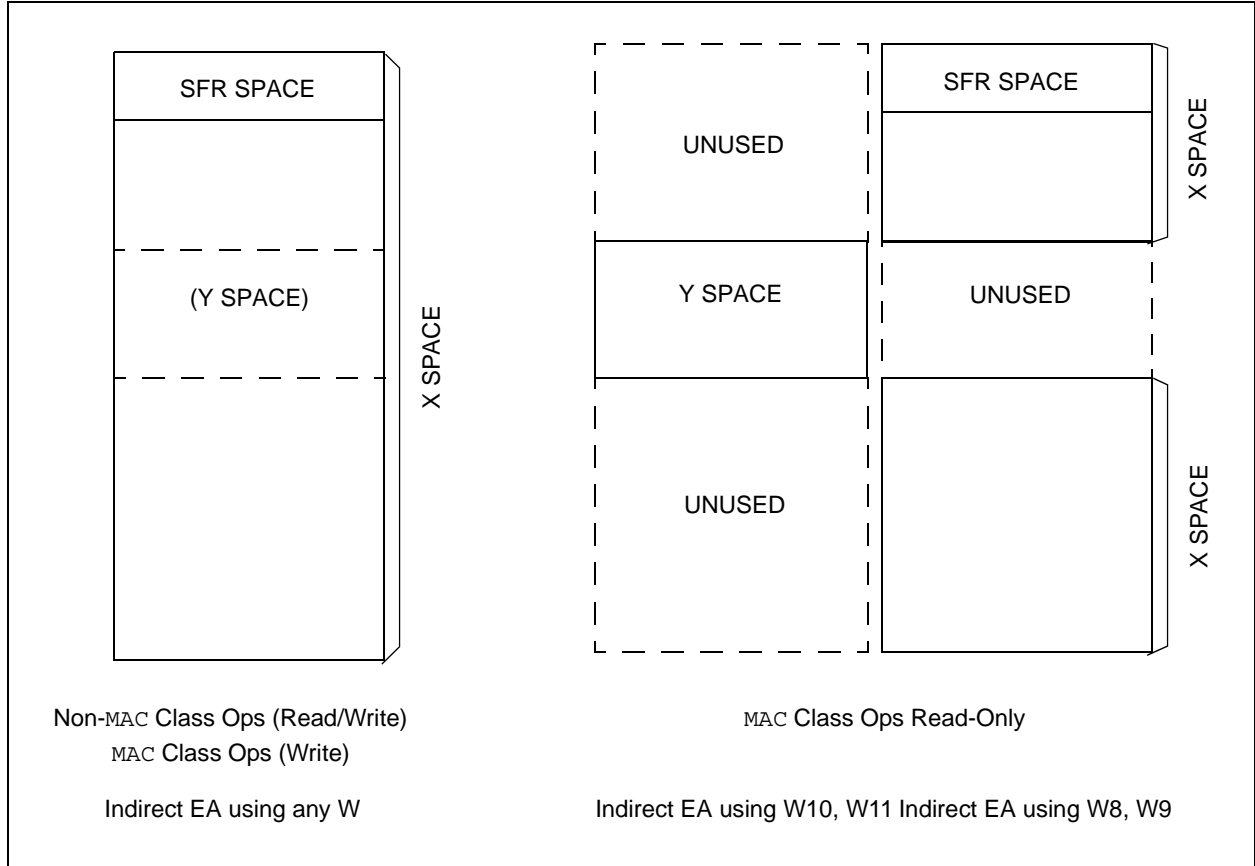 SFR SPACE
(Y SPACE)
X SPACE
Non-MAC Class Ops (Read/Write)
MAC Class Ops (Write)
Indirect EA using any W
UNUSED
Y SPACE
UNUSED
SFR SPACE
X SPACE
UNUSED
X SPACE
MAC Class Ops Read-Only
Indirect EA using W10, W11 Indirect EA using W8, W9